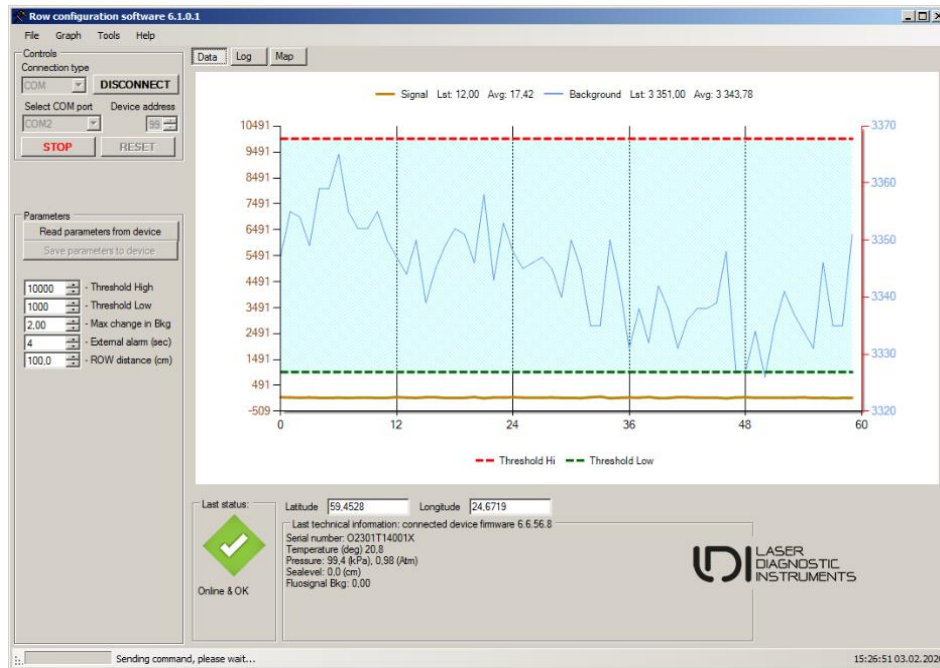 Row configuration software 6.1.0.1
File Graph Tools Help
Controls
Connection type
COM DISCONNECT
Select COM port Device address
COM2 99
STOP RESET
Parameters
Read parameters from device
Save parameters to device
10000 - Threshold High
1000 - Threshold Low
2,00 - Max change in Bkg
4 - External alarm (sec)
100,0 - ROW distance (cm)
Data Log Map
Signal Lst: 12,00 Avg: 17,42 Background Lst: 3 351,00 Avg: 3 343,78
10491 3370
9491
8491 3360
7491
6491
5491 3350
4491
3491 3340
2491
1491 3330
491
-509 3320
0 12 24 36 48 60
Threshold Hi Threshold Low
Last status:
Online & OK
Latitude 59,4528 Longitude 24,6719
Last technical information: connected device firmware 6.6.56.8
Serial number: O2301T14001X
Temperature (deg) 20,8
Pressure: 99,4 (kPa), 0,98 (Atm)
Sealevel: 0,0 (cm)
Fluosignal Bkg: 0,00
LDI LASER
DIAGNOSTIC
INSTRUMENTS
Sending command, please wait... 15:26:51 03.02.202